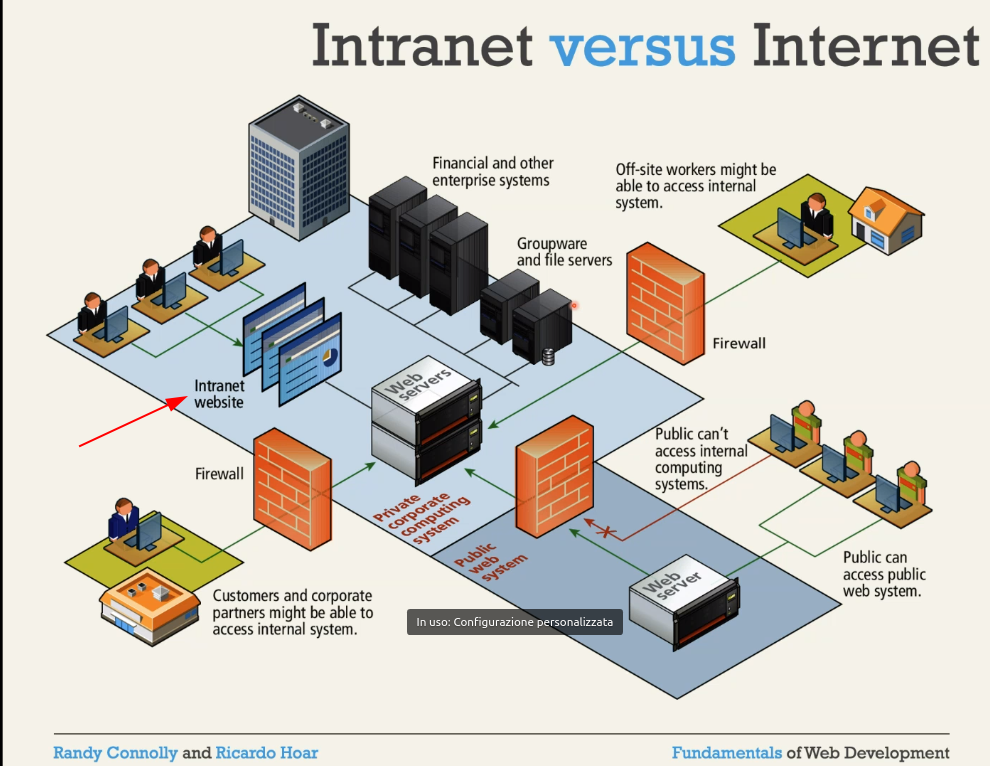 Intranet versus Internet
Financial and other
enterprise systems
Off-site workers might be
able to access internal
system.
Groupware
and file servers
Firewall
Intranet
website
Web
servers
Public can't
access internal
computing
systems.
Firewall
Private
corporate
computing
system
Public
web
system
Web
server
Public can
access public
web system.
Customers and corporate
partners might be able to
access internal system.
In uso: Configurazione personalizzata
Randy Connolly and Ricardo Hoar
Fundamentals of Web Development